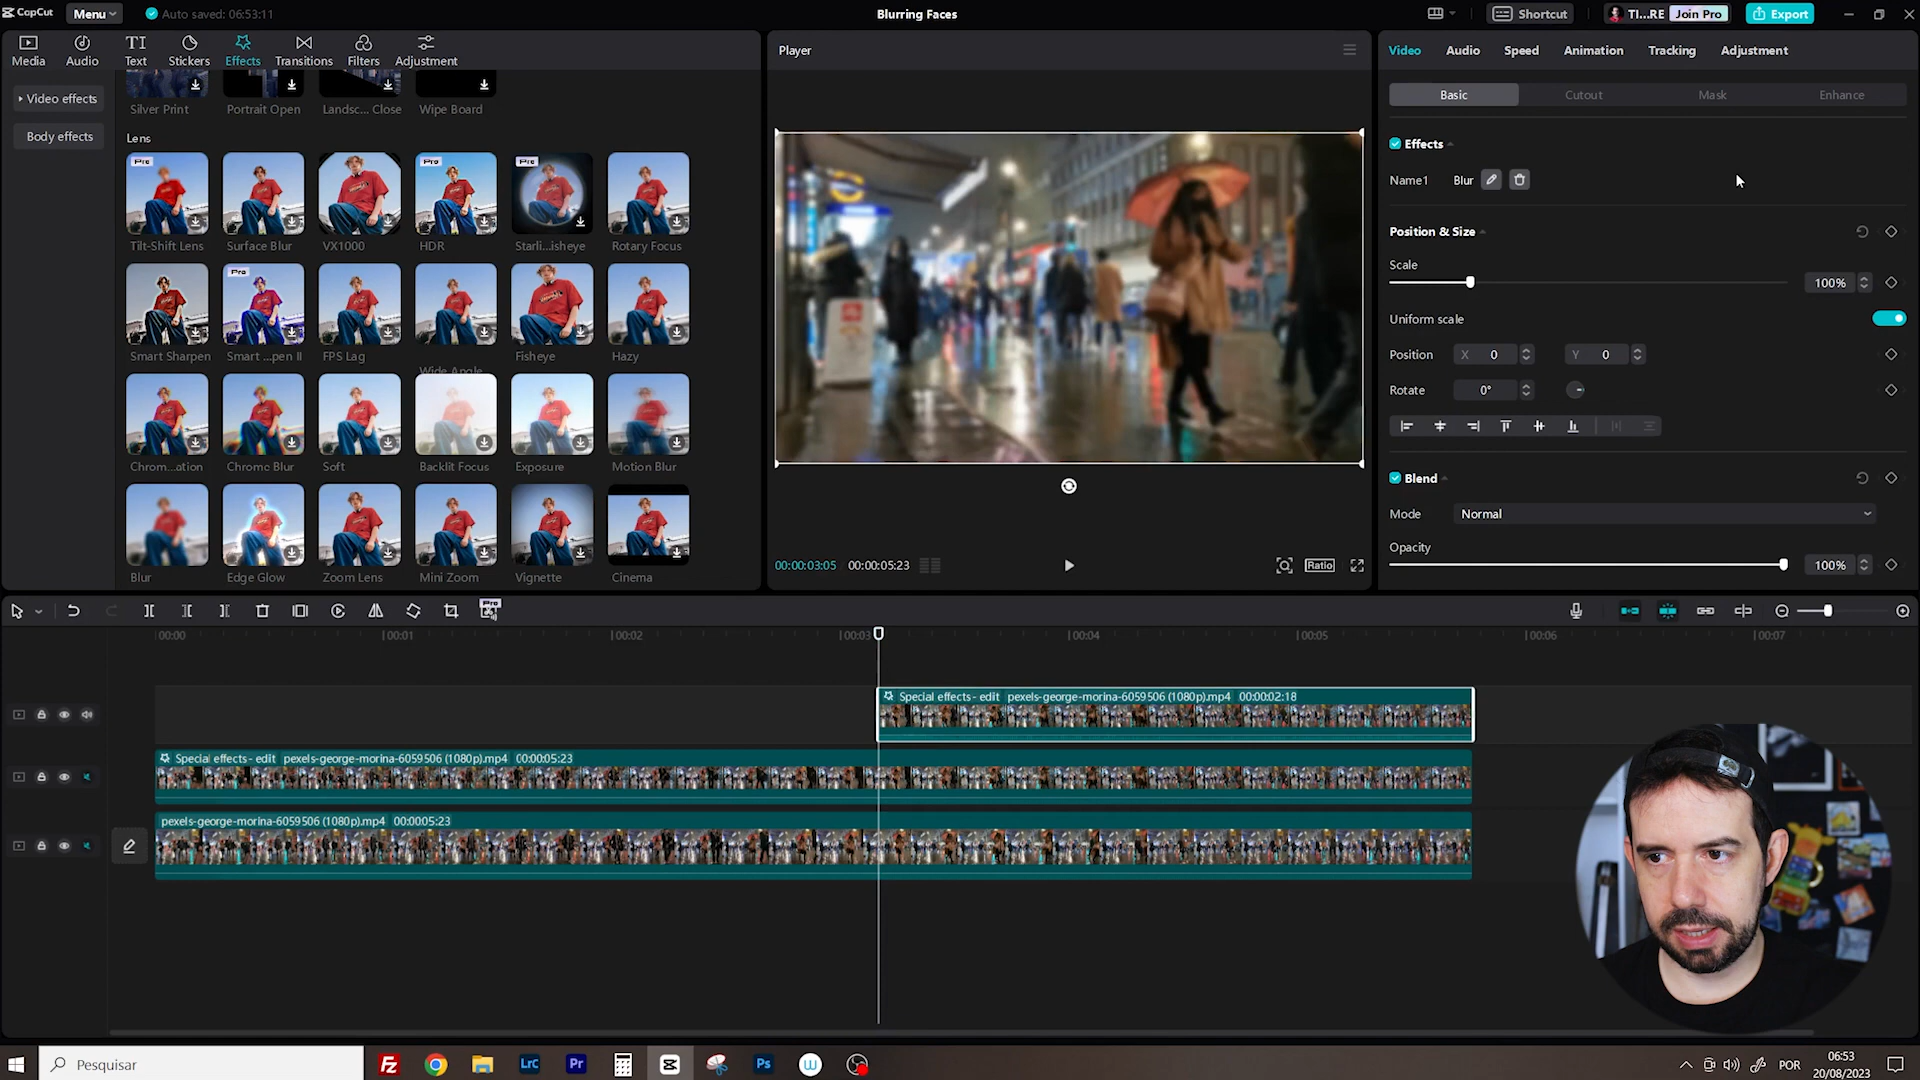 CapCut
Menu
Auto saved: 06:53:11
Blurring Faces
Shortcut
TI...RE
Join Pro
Export
Media
Audio
Text
Stickers
Effects
Transitions
Filters
Adjustment
Video effects
Body effects
Silver Print
Portrait Open
Landsc... Close
Wipe Board
Lens
Pro
Pro
Pro
Tilt-Shift Lens
Surface Blur
VX1000
HDR
Starli...isheye
Rotary Focus
Pro
Smart Sharpen
Smart ...pen II
FPS Lag
Wide Angle
Fisheye
Hazy
Chrom...ation
Chromo Blur
Soft
Backlit Focus
Exposure
Motion Blur
Blur
Edge Glow
Zoom Lens
Mini Zoom
Vignette
Cinema
Player
00:00:03:05
00:00:05:23
Ratio
Video
Audio
Speed
Animation
Tracking
Adjustment
Basic
Cutout
Mask
Enhance
Effects
Name1 Blur
Position & Size
Scale
100%
Uniform scale
Position X 0 Y 0
Rotate 0°
Blend
Mode Normal
Opacity
100%
Pro
00:00
00:01
00:02
00:03
00:04
00:05
00:06
00:07
Special effects - edit pexels-george-morina-6059506 (1080p).mp4 00:00:02:18
Special effects - edit pexels-george-morina-6059506 (1080p).mp4 00:00:05:23
pexels-george-morina-6059506 (1080p).mp4 00:00:05:23
Pesquisar
LrC
Pr
Ps
POR
06:53
20/08/2023